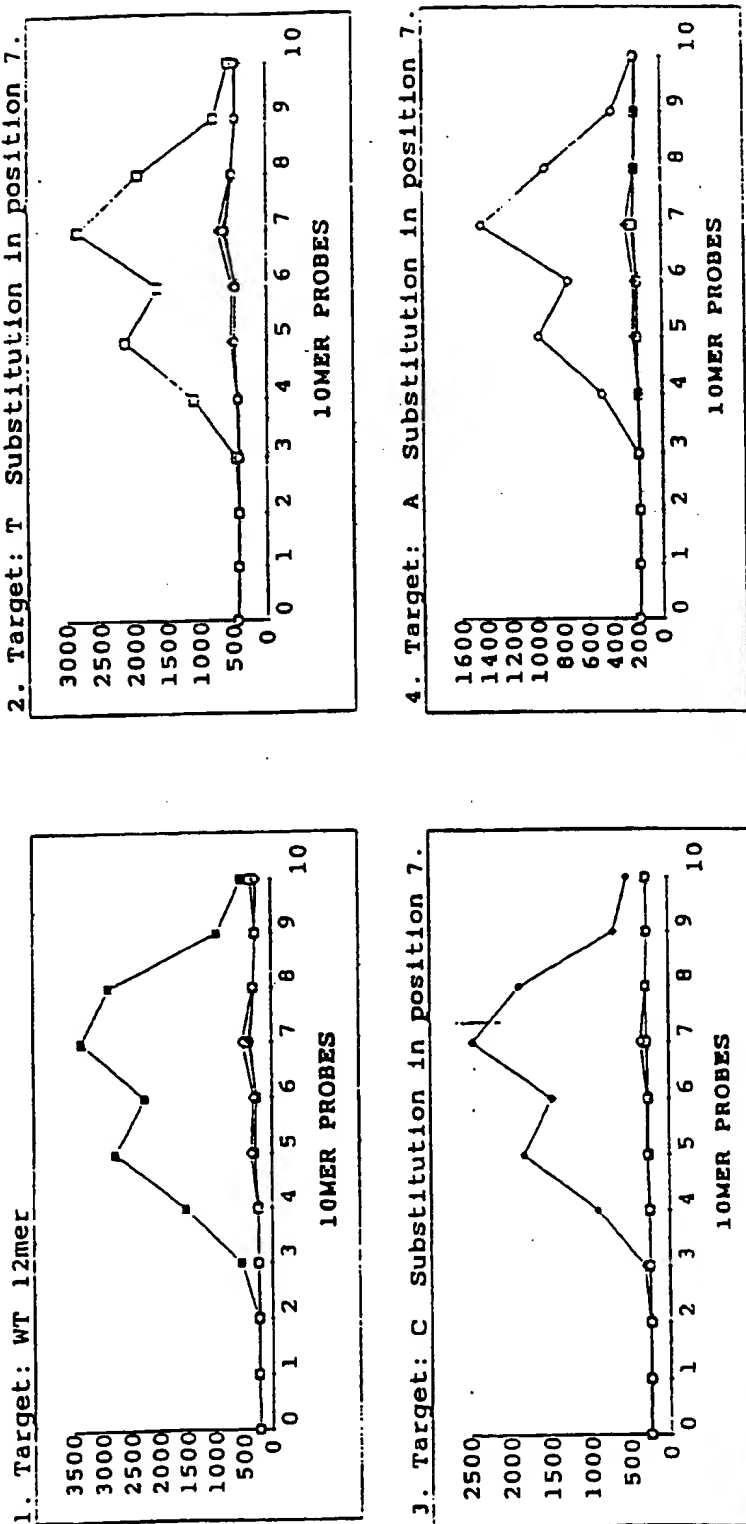 1. Target: WT 12mer
3500
3000
2500
2000
1500
1000
500
0
0 1 2 3 4 5 6 7 8 9 10
10MER PROBES
2. Target: T Substitution in position 7.
3000
2500
2000
1500
1000
500
0
0 1 2 3 4 5 6 7 8 9 10
10MER PROBES
3. Target: C Substitution in position 7.
2500
2000
1500
1000
500
0
0 1 2 3 4 5 6 7 8 9 10
10MER PROBES
4. Target: A Substitution in position 7.
1600
1400
1200
1000
800
600
400
200
0
0 1 2 3 4 5 6 7 8 9 10
10MER PROBES